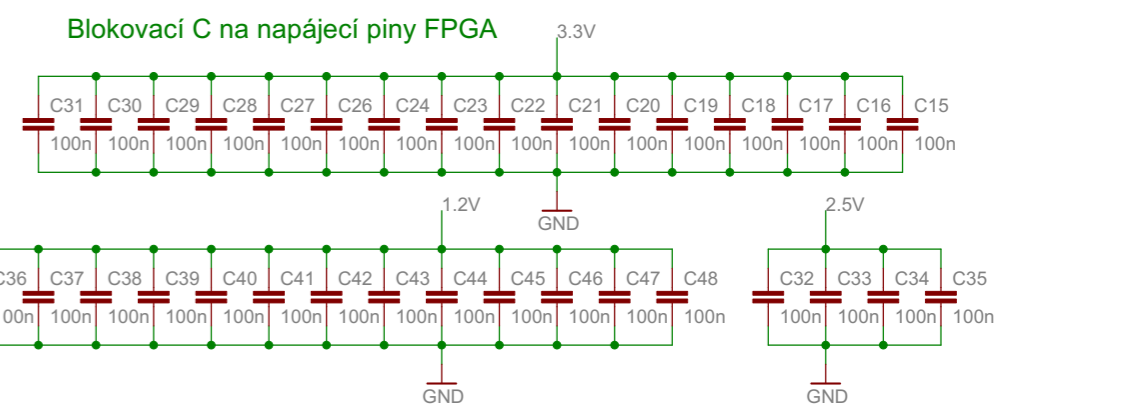 Blokovací C na napájecí piny FPGA
3.3V
C31 C30 C29 C28 C27 C26 C24 C23 C22 C21 C20 C19 C18 C17 C16 C15
100n 100n 100n 100n 100n 100n 100n 100n 100n 100n 100n 100n 100n 100n 100n 100n
GND
1.2V 2.5V
C36 C37 C38 C39 C40 C41 C42 C43 C44 C45 C46 C47 C48 C32 C33 C34 C35
00n 100n 100n 100n 100n 100n 100n 100n 100n 100n 100n 100n 100n 100n 100n 100n 100n
GND GND